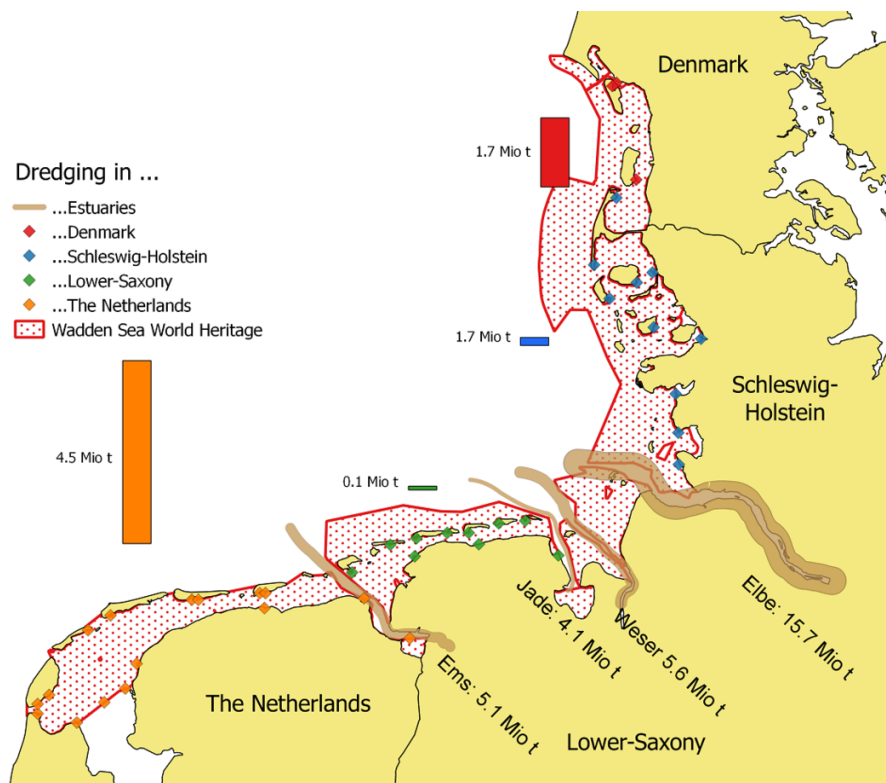 Denmark
1.7 Mio t
Dredging in ...
...Estuaries
...Denmark
...Schleswig-Holstein
...Lower-Saxony
...The Netherlands
Wadden Sea World Heritage
1.7 Mio t
Schleswig-
Holstein
4.5 Mio t
0.1 Mio t
Elbe: 15.7 Mio t
Jade: 4.1 Mio t
Weser 5.6 Mio t
Ems: 5.1 Mio t
The Netherlands
Lower-Saxony